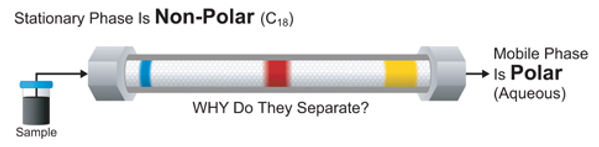 Stationary Phase Is Non-Polar (C₁₈)
Mobile Phase
Is Polar
(Aqueous)
WHY Do They Separate?
Sample